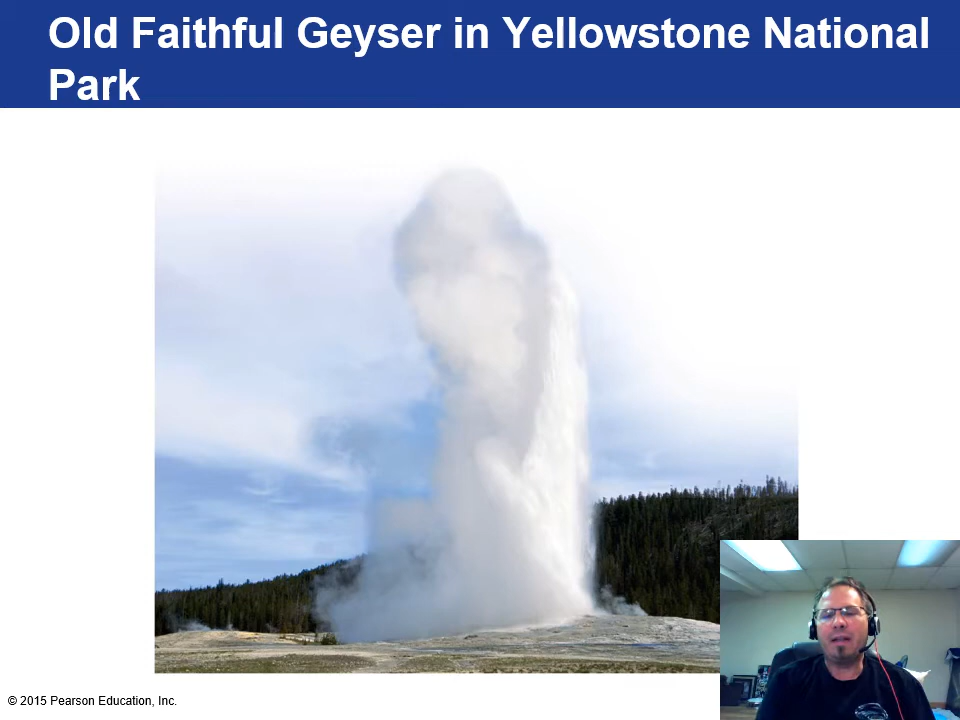 Old Faithful Geyser in Yellowstone National
Park
© 2015 Pearson Education, Inc.